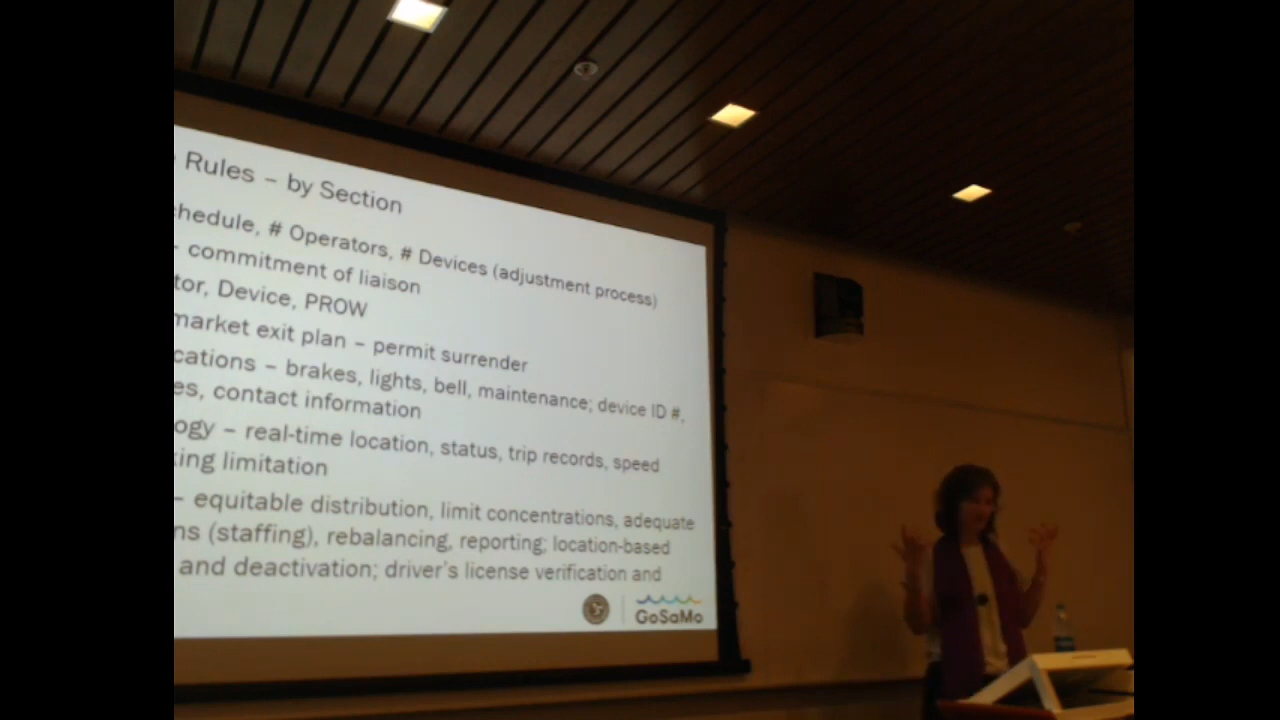 Rules – by Section
hedule, # Operators, # Devices (adjustment process)
– commitment of liaison
tor, Device, PROW
market exit plan – permit surrender
cations – brakes, lights, bell, maintenance; device ID #,
es, contact information
ogy – real-time location, status, trip records, speed
king limitation
– equitable distribution, limit concentrations, adequate
ns (staffing), rebalancing, reporting; location-based
and deactivation; driver's license verification and
GoSaMo